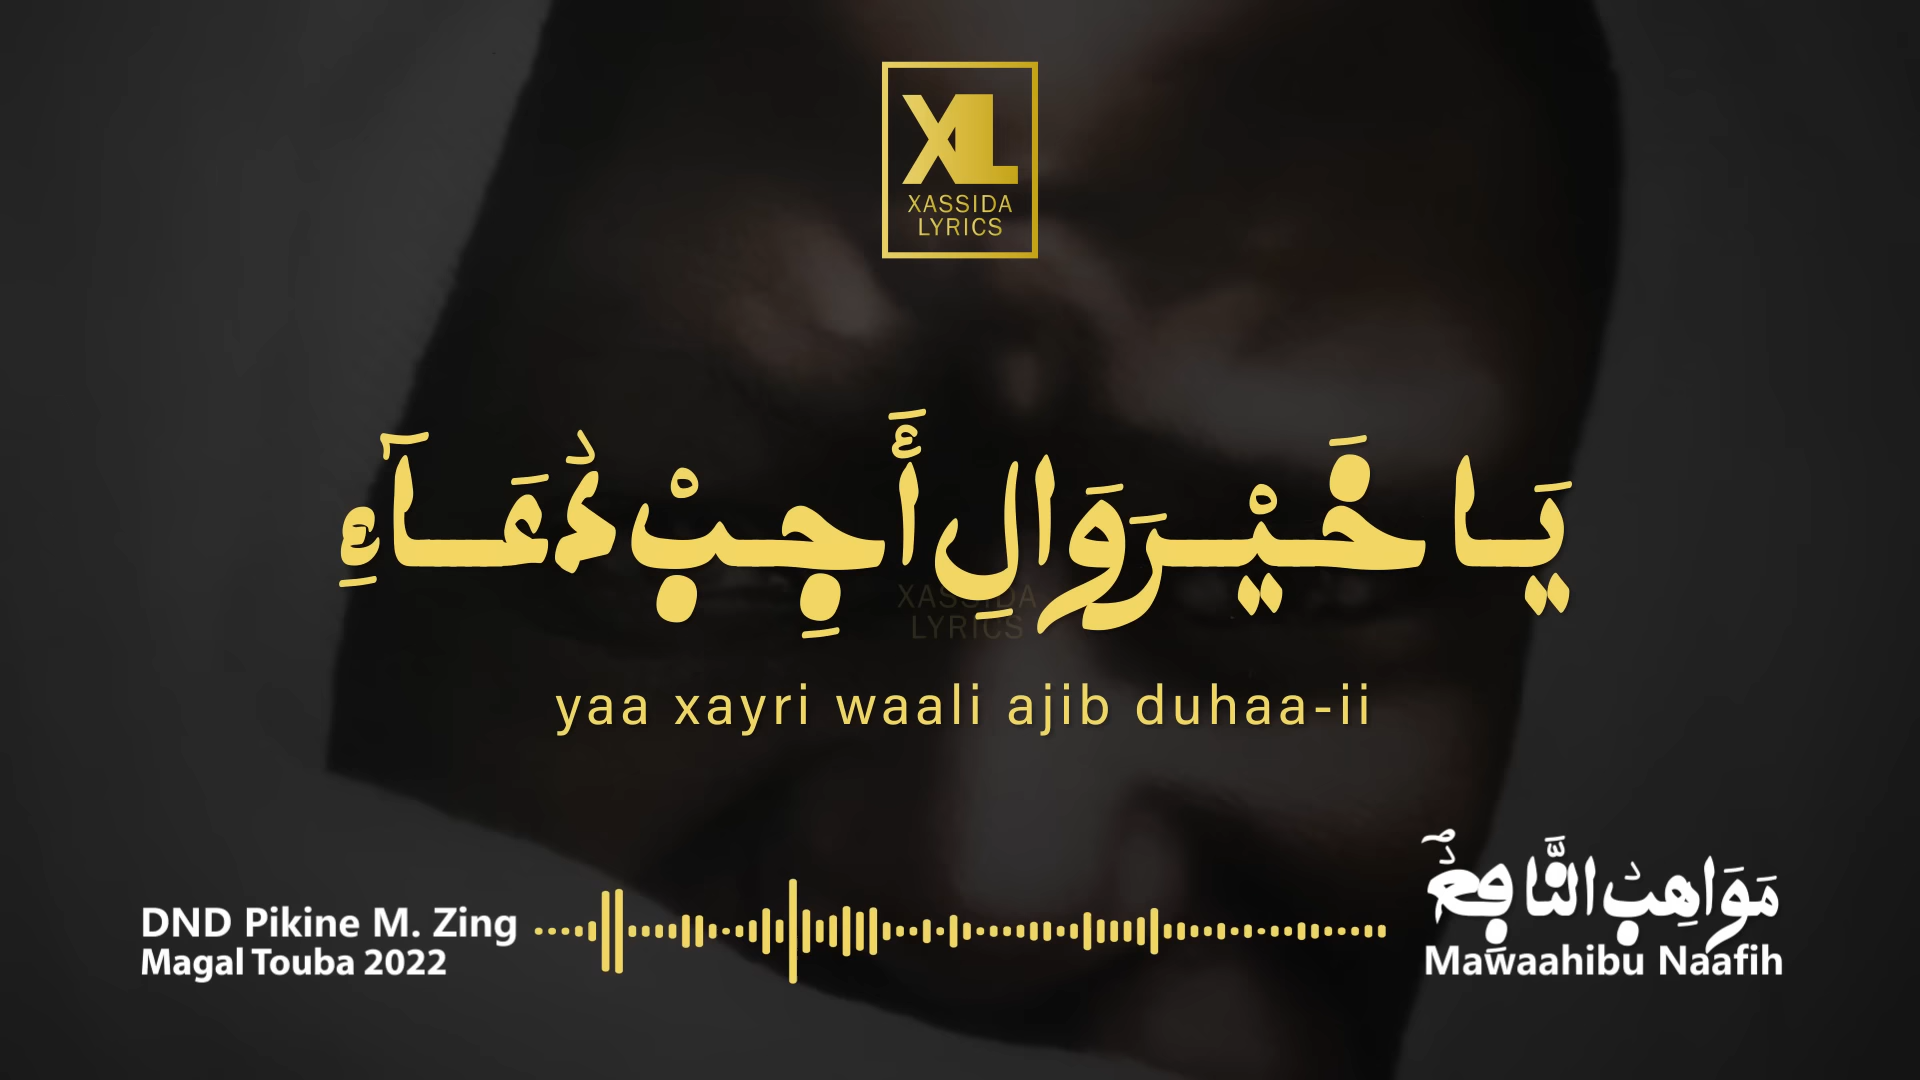 XL
XASSIDA
LYRICS
يَا خَيْرَ وَالِ أَجِبْ دُعَآءِ
XASSIDA
LYRICS
yaa xayri waali ajib duhaa-ii
DND Pikine M. Zing
Magal Touba 2022
مَوَاهِبُ النَّافِعُ
Mawaahibu Naafih